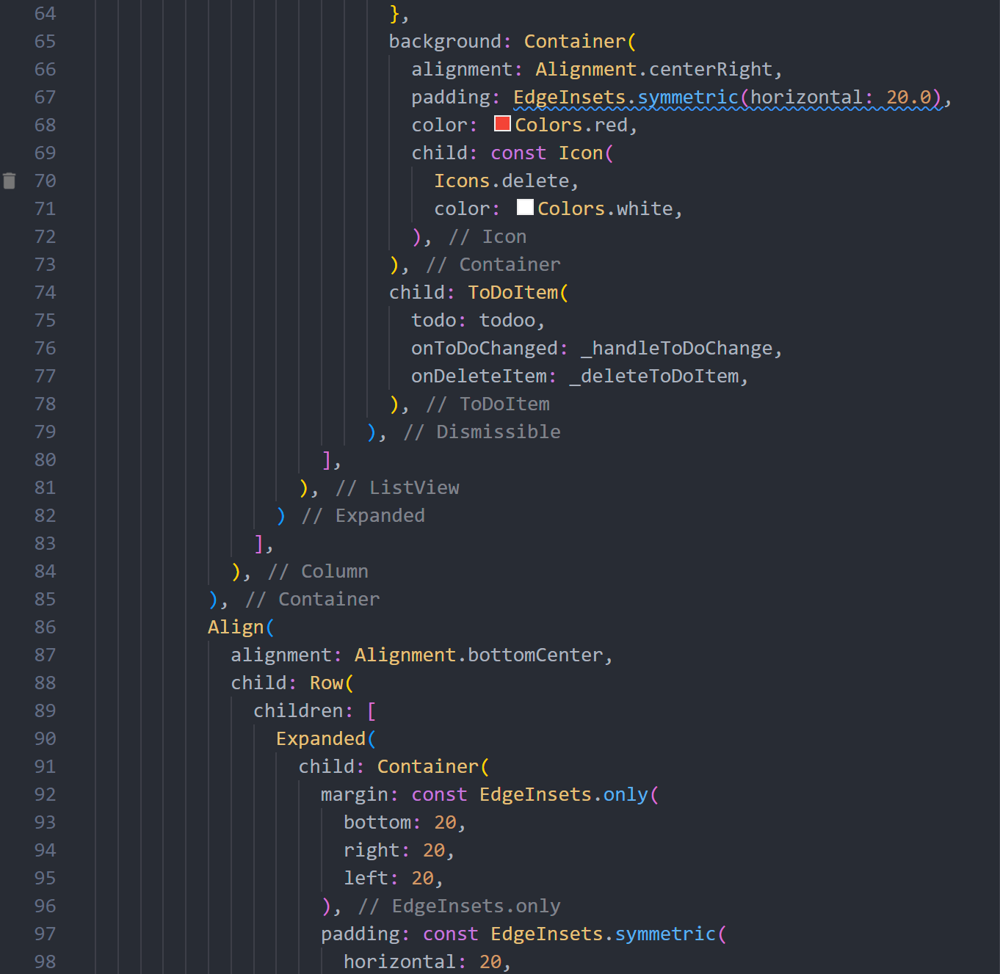 64 },
65 background: Container(
66 alignment: Alignment.centerRight,
67 padding: EdgeInsets.symmetric(horizontal: 20.0),
68 color: Colors.red,
69 child: const Icon(
70 Icons.delete,
71 color: Colors.white,
72 ), // Icon
73 ), // Container
74 child: ToDoItem(
75 todo: todoo,
76 onToDoChanged: _handleToDoChange,
77 onDeleteItem: _deleteToDoItem,
78 ), // ToDoItem
79 ), // Dismissible
80 ],
81 ), // ListView
82 ) // Expanded
83 ],
84 ), // Column
85 ), // Container
86 Align(
87 alignment: Alignment.bottomCenter,
88 child: Row(
89 children: [
90 Expanded(
91 child: Container(
92 margin: const EdgeInsets.only(
93 bottom: 20,
94 right: 20,
95 left: 20,
96 ), // EdgeInsets.only
97 padding: const EdgeInsets.symmetric(
98 horizontal: 20,